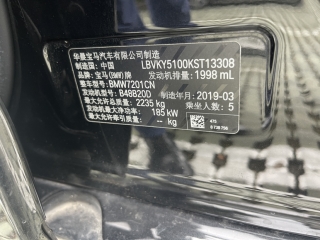 华晨宝马汽车有限公司制造
制造国：中国 LBVKY5100KST13308
品牌：宝马(BMW)牌 发动机排量：1998 mL
整车型号：BMW7201CN
发动机型号：B48B20D 制造年月：2019-03
最大允许总质量：2235 kg 乘坐人数：5
发动机最大净功率：185 kW
最大允许牵引质量： kg
475